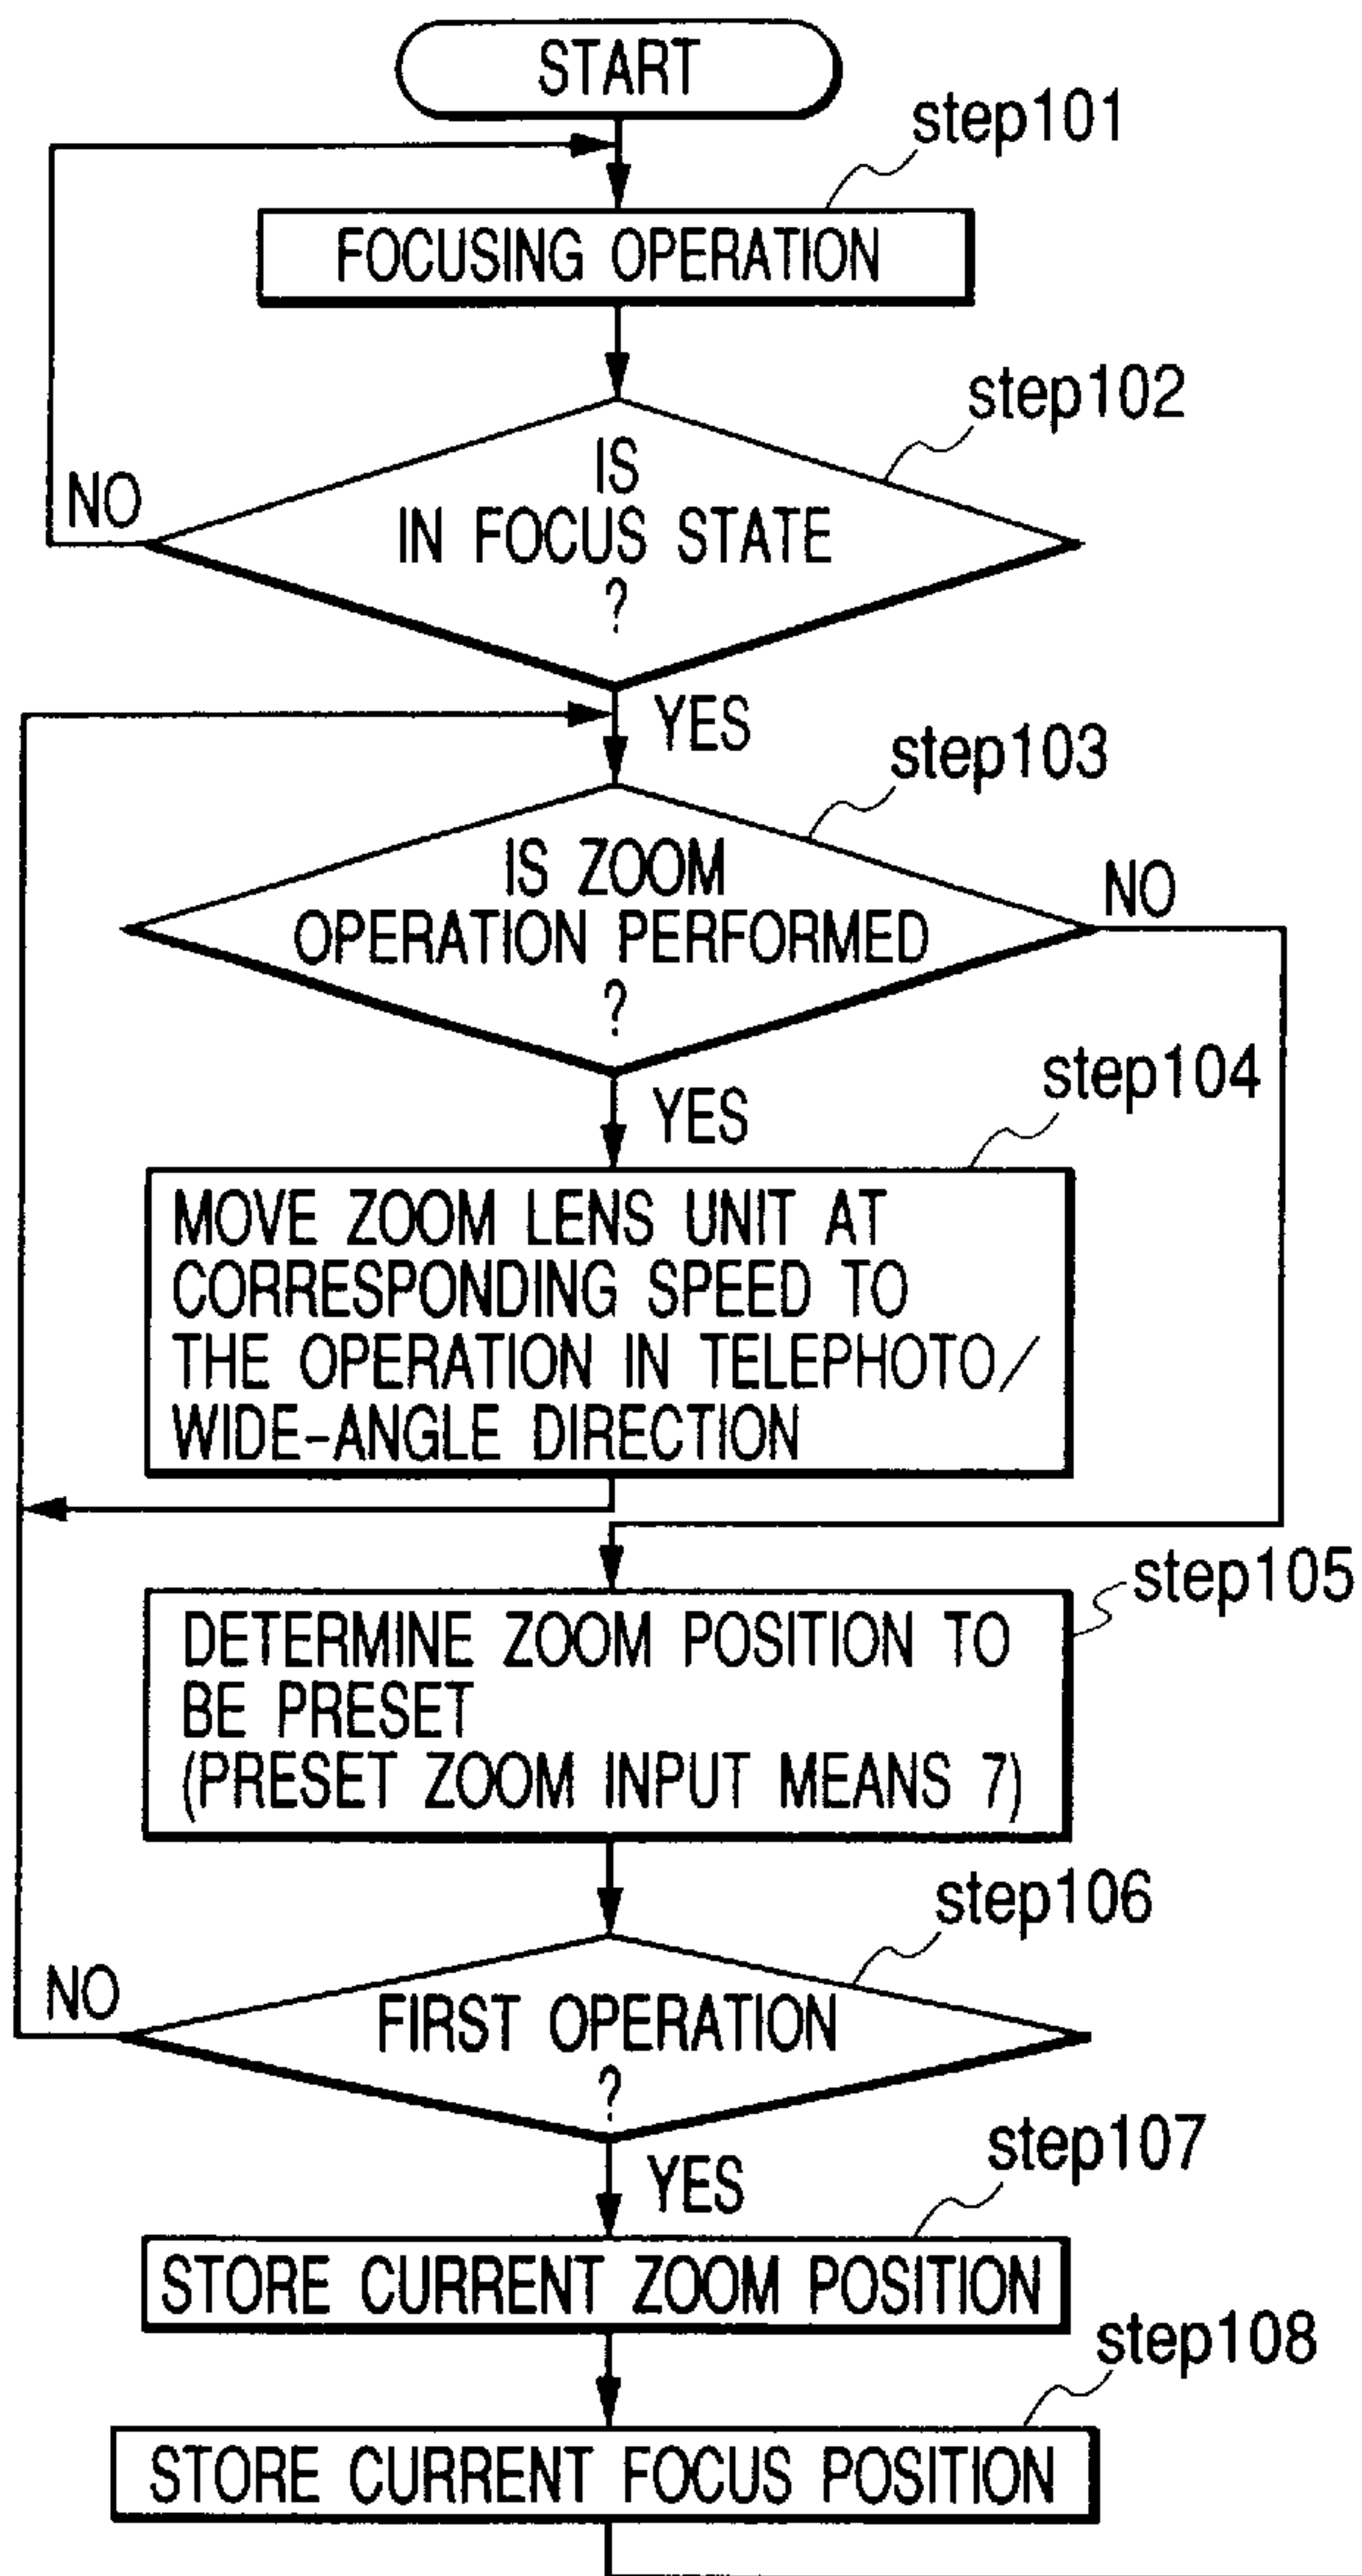 START
step101
FOCUSING OPERATION
step102
IS
IN FOCUS STATE
?
NO
YES
step103
IS ZOOM
OPERATION PERFORMED
?
NO
YES
step104
MOVE ZOOM LENS UNIT AT
CORRESPONDING SPEED TO
THE OPERATION IN TELEPHOTO/
WIDE-ANGLE DIRECTION
step105
DETERMINE ZOOM POSITION TO
BE PRESET
(PRESET ZOOM INPUT MEANS 7)
step106
NO
FIRST OPERATION
?
YES
step107
STORE CURRENT ZOOM POSITION
step108
STORE CURRENT FOCUS POSITION